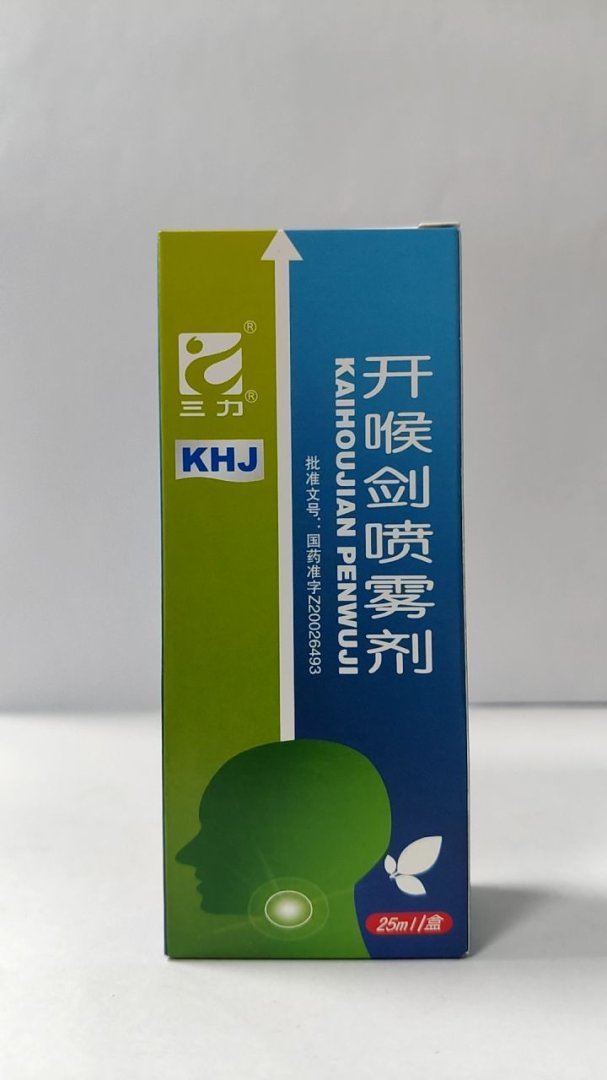 ®
三力®
KHJ
开喉剑喷雾剂
KAIHOUJIAN PENWUJI
批准文号：国药准字Z20026493
25ml/盒